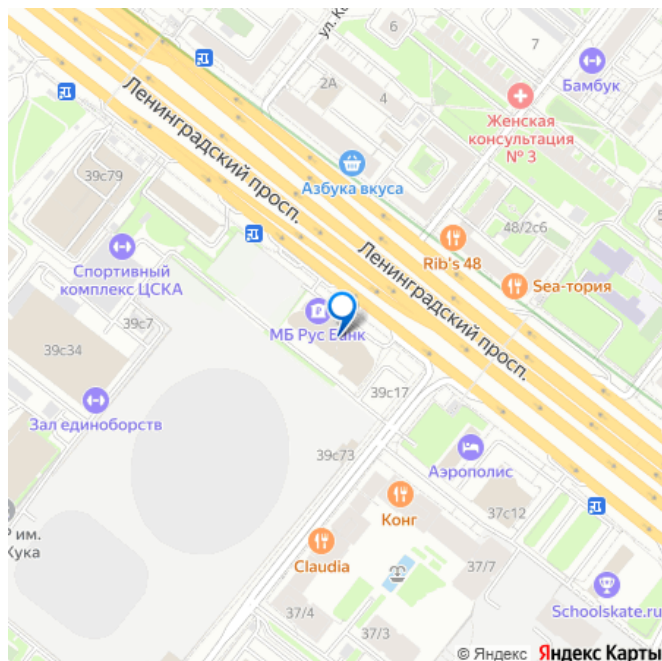 ул. К
6
7
2А
4
Бамбук
Женская
консультация
№ 3
Ленинградский просп.
39с79
Азбука вкуса
48/2с6
Спортивный
комплекс ЦСКА
Rib's 48
Sea-тория
Ленинградский просп.
МБ Рус Банк
39с7
39с34
39с17
Зал единоборств
39с73
Аэрополис
Конг
37с12
им.
Кука
Claudia
37/7
37/4
37/3
Schoolskate.ru
© Яндекс Яндекс Карты